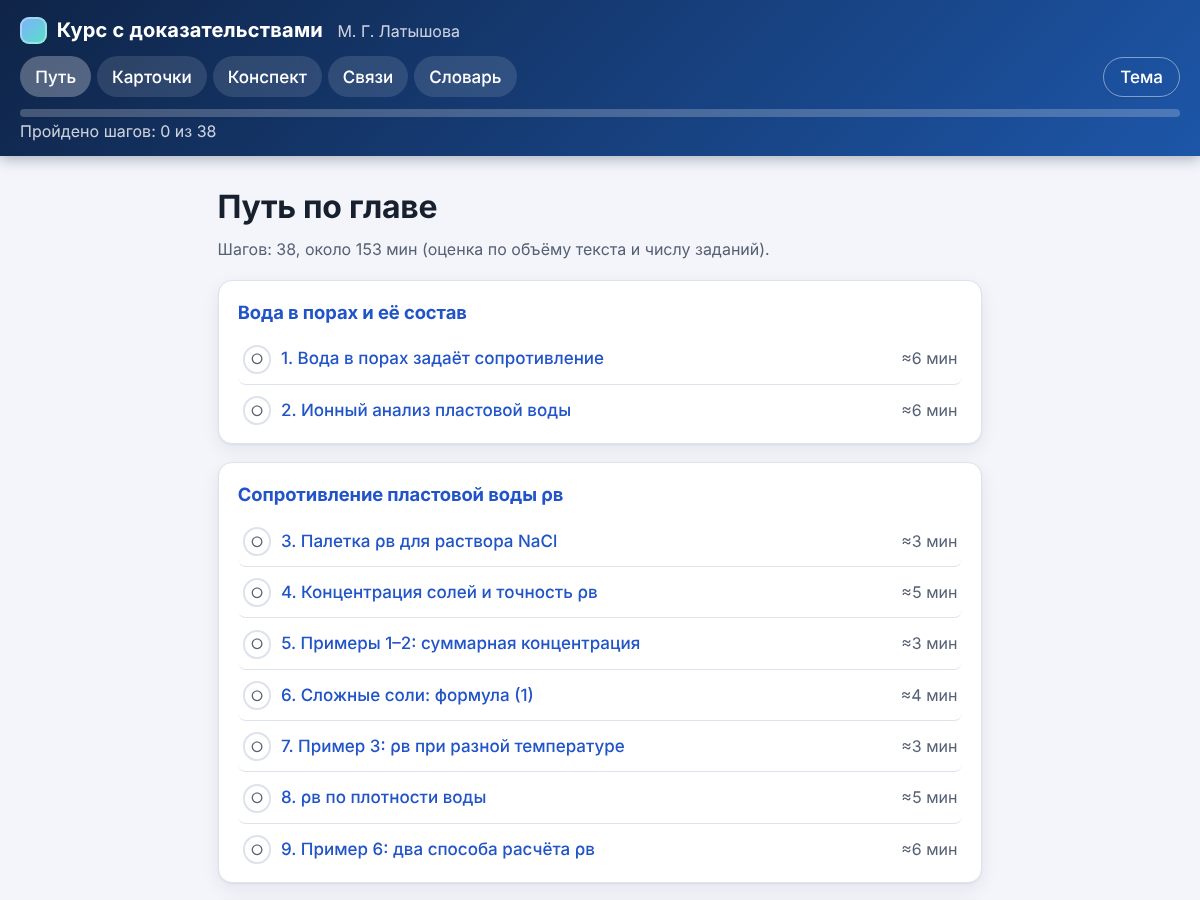 Курс с доказательствами М. Г. Латышова
Путь Карточки Конспект Связи Словарь Тема
Пройдено шагов: 0 из 38
Путь по главе
Шагов: 38, около 153 мин (оценка по объёму текста и числу заданий).
Вода в порах и её состав
1. Вода в порах задаёт сопротивление ≈6 мин
2. Ионный анализ пластовой воды ≈6 мин
Сопротивление пластовой воды ρв
3. Палетка ρв для раствора NaCl ≈3 мин
4. Концентрация солей и точность ρв ≈5 мин
5. Примеры 1–2: суммарная концентрация ≈3 мин
6. Сложные соли: формула (1) ≈4 мин
7. Пример 3: ρв при разной температуре ≈3 мин
8. ρв по плотности воды ≈5 мин
9. Пример 6: два способа расчёта ρв ≈6 мин